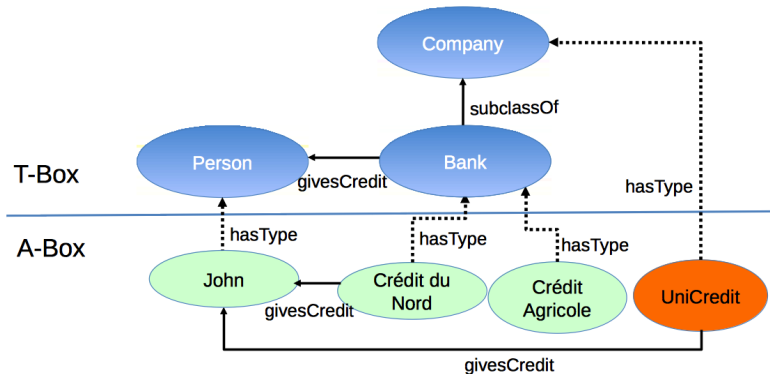 Company
subclassOf
Person
Bank
givesCredit
T-Box
hasType
A-Box
hasType
hasType
hasType
John
Crédit du
Nord
Crédit
Agricole
UniCredit
givesCredit
givesCredit